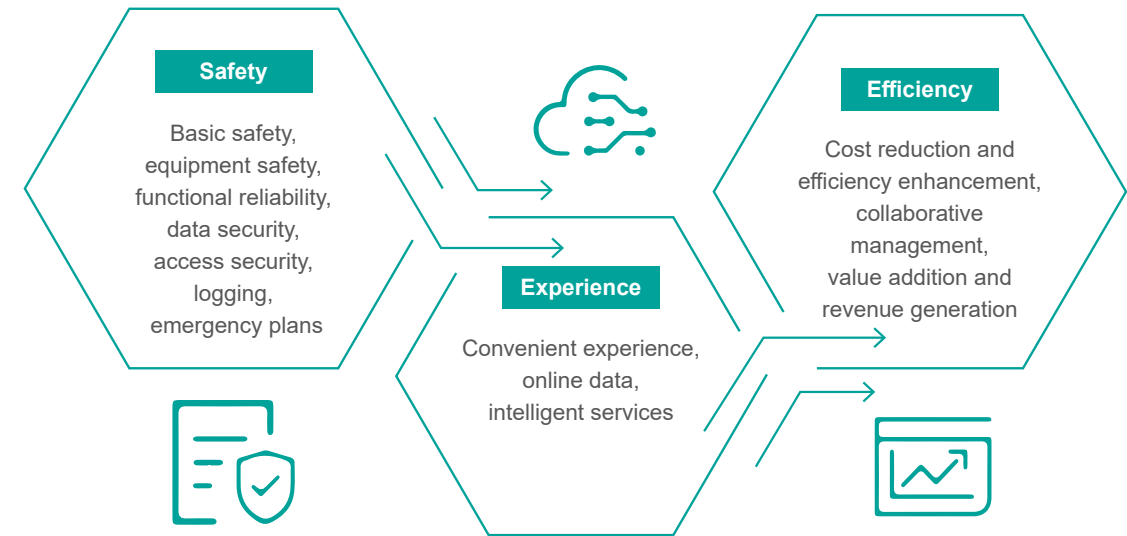 Safety
Basic safety,
equipment safety,
functional reliability,
data security,
access security,
logging,
emergency plans
Experience
Convenient experience,
online data,
intelligent services
Efficiency
Cost reduction and
efficiency enhancement,
collaborative
management,
value addition and
revenue generation